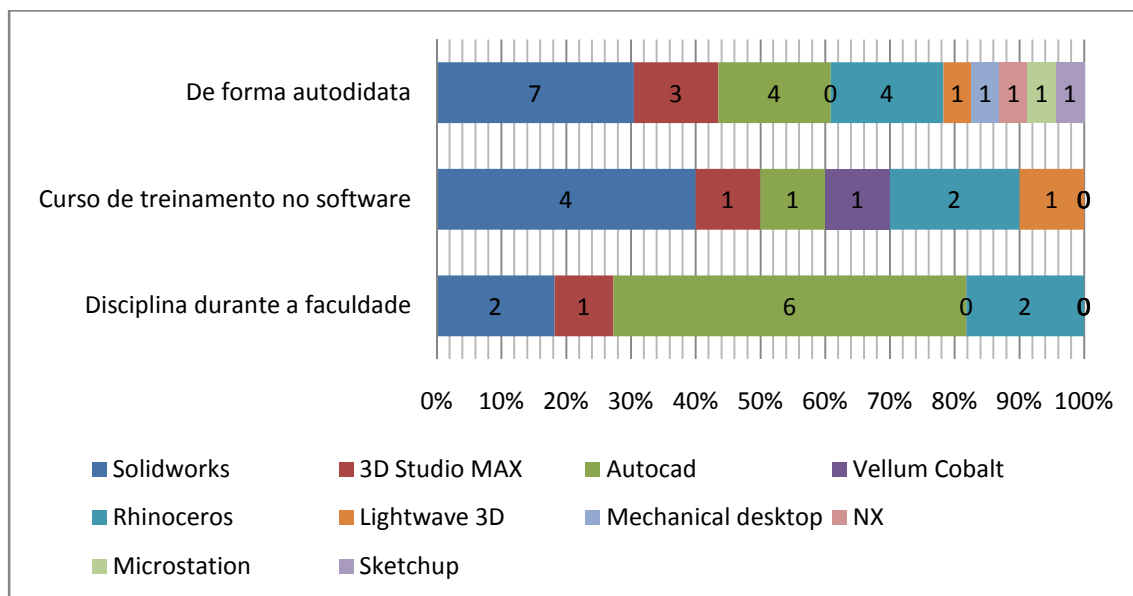 De forma autodidata 7 3 4 0 4 1 1 1 1 1
Curso de treinamento no software 4 1 1 1 2 1 0
Disciplina durante a faculdade 2 1 6 0 2 0
0% 10% 20% 30% 40% 50% 60% 70% 80% 90% 100%
Solidworks 3D Studio MAX Autocad Vellum Cobalt
Rhinoceros Lightwave 3D Mechanical desktop NX
Microstation Sketchup